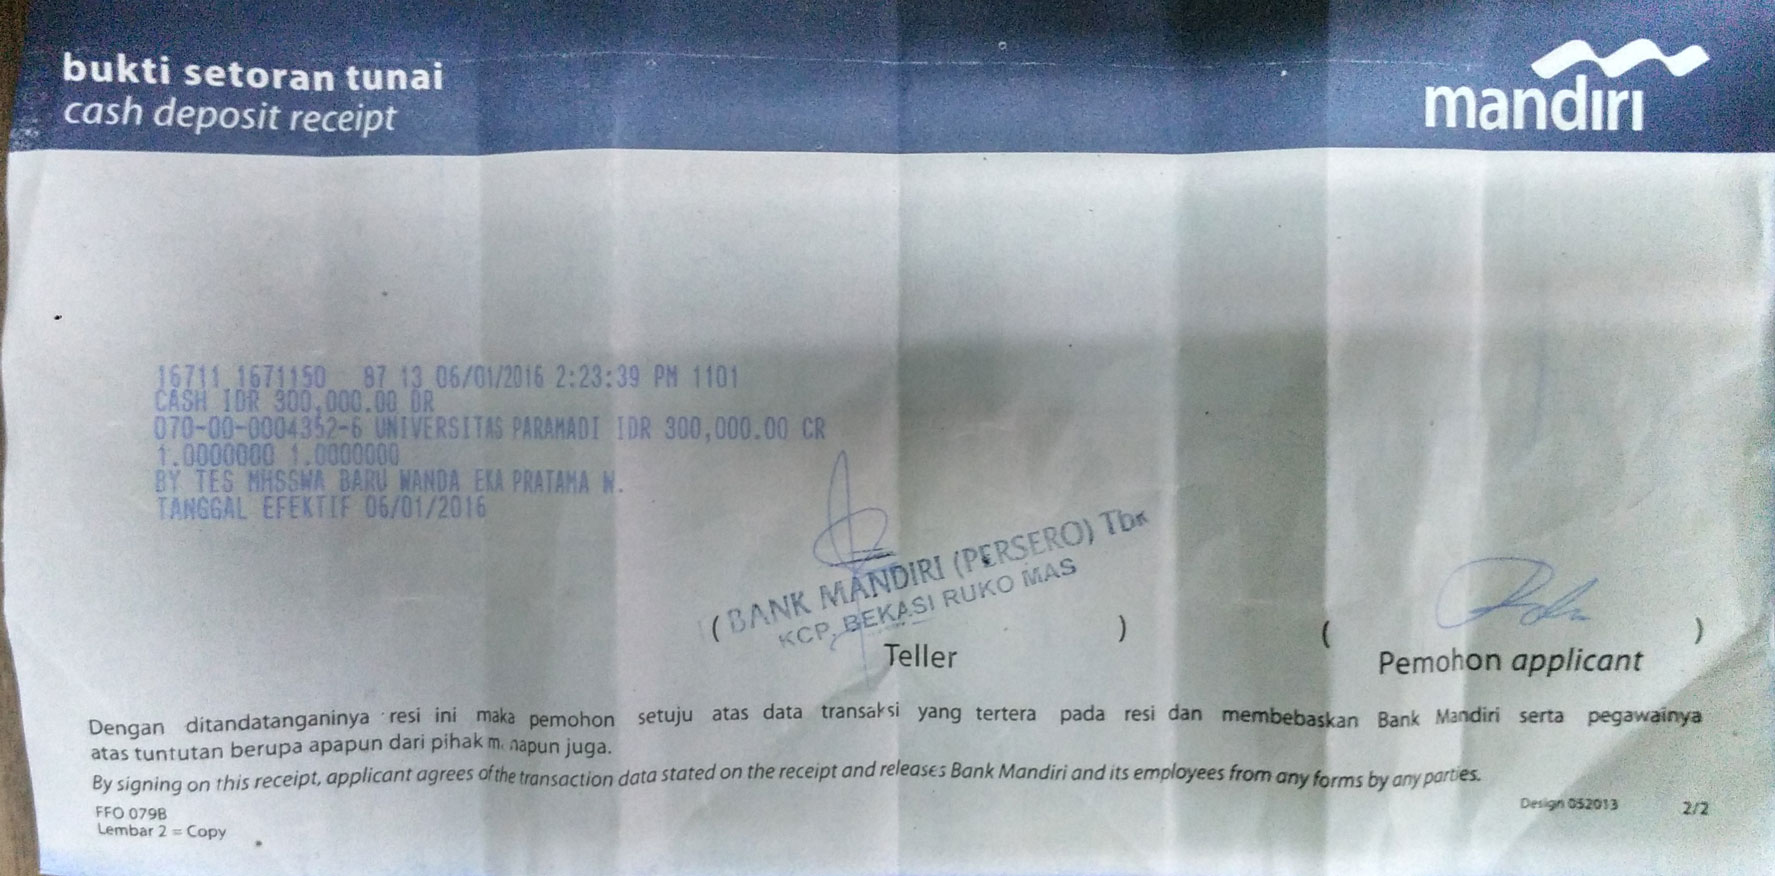 bukti setoran tunai
cash deposit receipt
mandırı
16711 1671150 87 13 06/01/2016 2:23:39 PM 1101
CASH IDR 300,000.00 DR
070-00-0004352-6 UNIVERSITAS PARAMADI IDR 300,000.00 CR
1.0000000 1.0000000
BY TES MHSSWA BARU WANDA EKA PRATAMA W.
TANGGAL EFEKTIF 06/01/2016
(BANK MANDIRI (PERSERO) Tbk
KCP. BEKASI RUKO MAS
( )
Teller
( )
Pemohon applicant
Dengan ditandatanganinya resi ini maka pemohon setuju atas data transaksi yang tertera pada resi dan membebaskan Bank Mandiri serta pegawainya
atas tuntutan berupa apapun dari pihak juga.
By signing on this receipt, applicant agrees of the transaction data stated on the receipt and releases Bank Mandiri and its employees from any forms by any parties.
FFO 079B
Lembar 2 = Copy
Design 052013
2/2